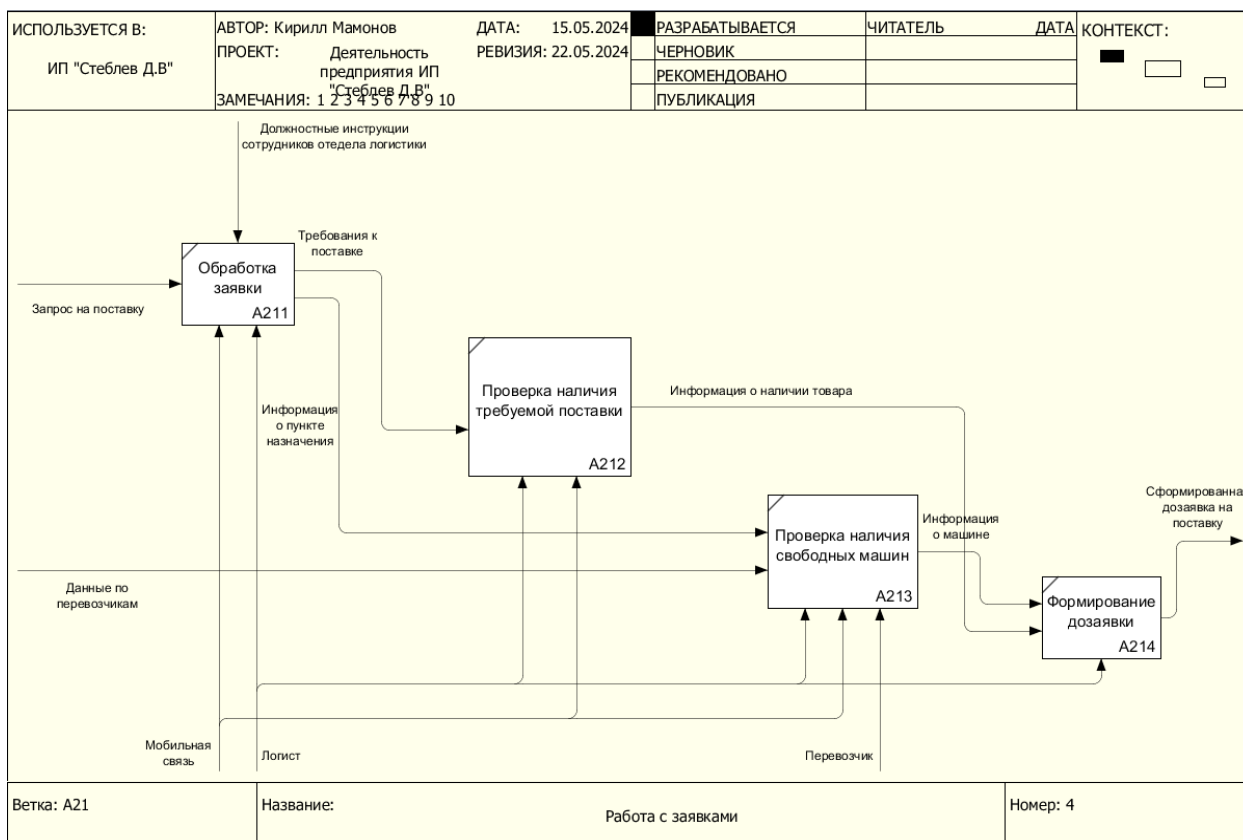 ИСПОЛЬЗУЕТСЯ В:
ИП "Стеблев Д.В"
АВТОР: Кирилл Мамонов
ДАТА: 15.05.2024
ПРОЕКТ: Деятельность
предприятия ИП
"Стеблев Д.В"
РЕВИЗИЯ: 22.05.2024
ЗАМЕЧАНИЯ: 1 2 3 4 5 6 7 8 9 10
РАЗРАБАТЫВАЕТСЯ
ЧЕРНОВИК
РЕКОМЕНДОВАНО
ПУБЛИКАЦИЯ
ЧИТАТЕЛЬ
ДАТА
КОНТЕКСТ:
Должностные инструкции
сотрудников отедела логистики
Требования к
поставке
Обработка
заявки
A211
Запрос на поставку
Информация
о пункте
назначения
Проверка наличия
требуемой поставки
A212
Информация о наличии товара
Сформированна
дозаявка на
поставку
Проверка наличия
свободных машин
A213
Информация
о машине
Данные по
перевозчикам
Формирование
дозаявки
A214
Мобильная
связь
Логист
Перевозчик
Ветка: A21
Название:
Работа с заявками
Номер: 4